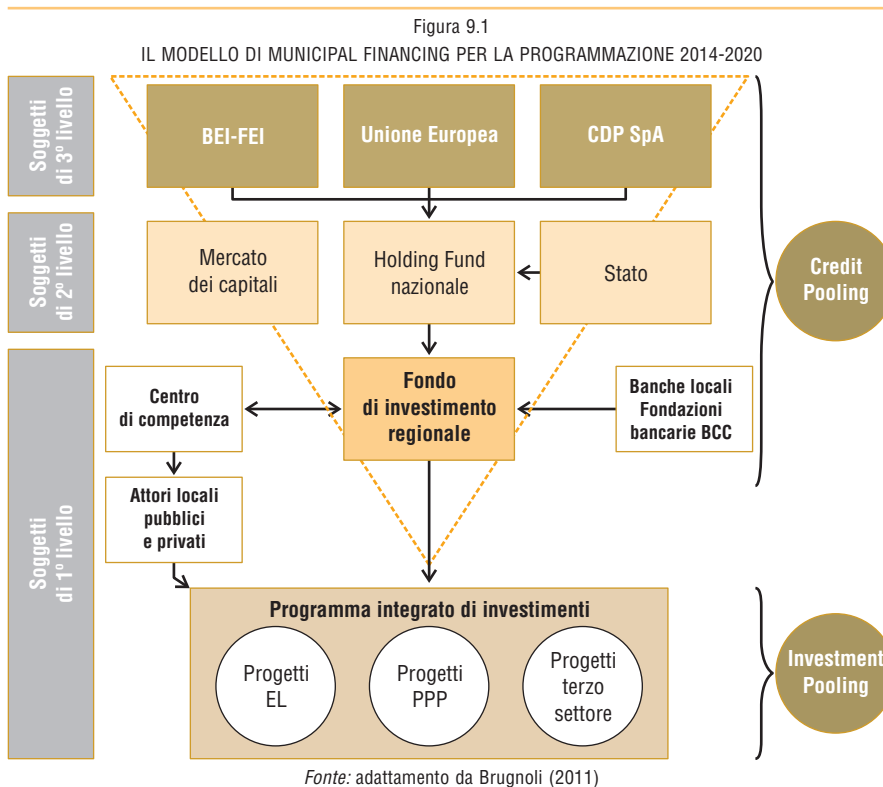 Figura 9.1
IL MODELLO DI MUNICIPAL FINANCING PER LA PROGRAMMAZIONE 2014-2020
Soggetti
di 3º livello
BEI-FEI
Unione Europea
CDP SpA
Soggetti
di 2º livello
Mercato
dei capitali
Holding Fund
nazionale
Stato
Credit
Pooling
Soggetti
di 1º livello
Centro
di competenza
Fondo
di investimento
regionale
Banche locali
Fondazioni
bancarie BCC
Attori locali
pubblici
e privati
Programma integrato di investimenti
Progetti
EL
Progetti
PPP
Progetti
terzo
settore
Investment
Pooling
Fonte: adattamento da Brugnoli (2011)